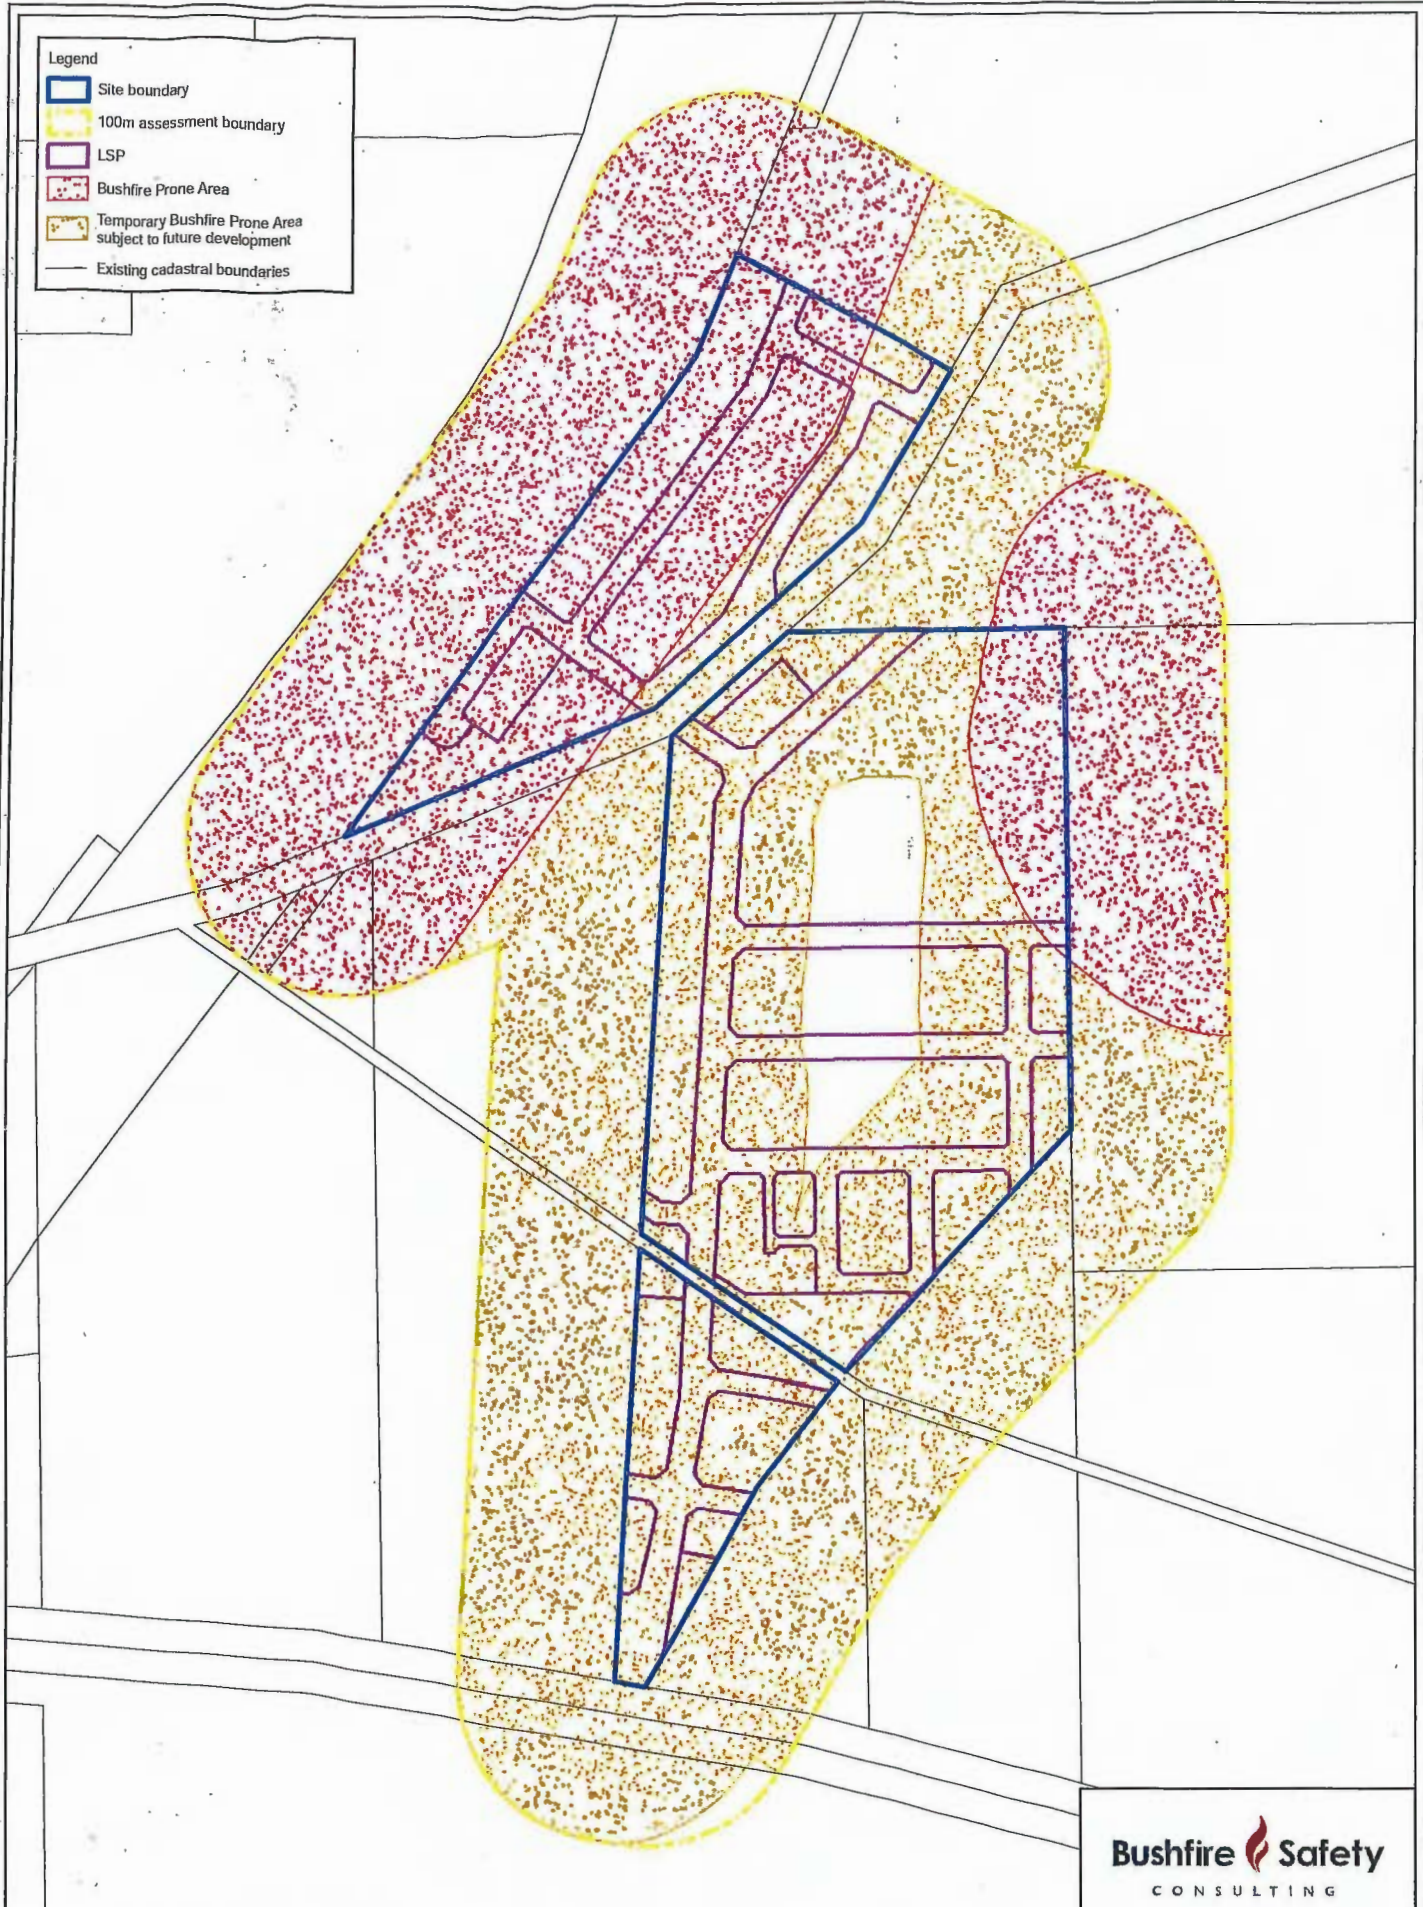 Legend
Site boundary
100m assessment boundary
LSP
Bushfire Prone Area
Temporary Bushfire Prone Area
subject to future development
Existing cadastral boundaries
Bushfire Safety
CONSULTING